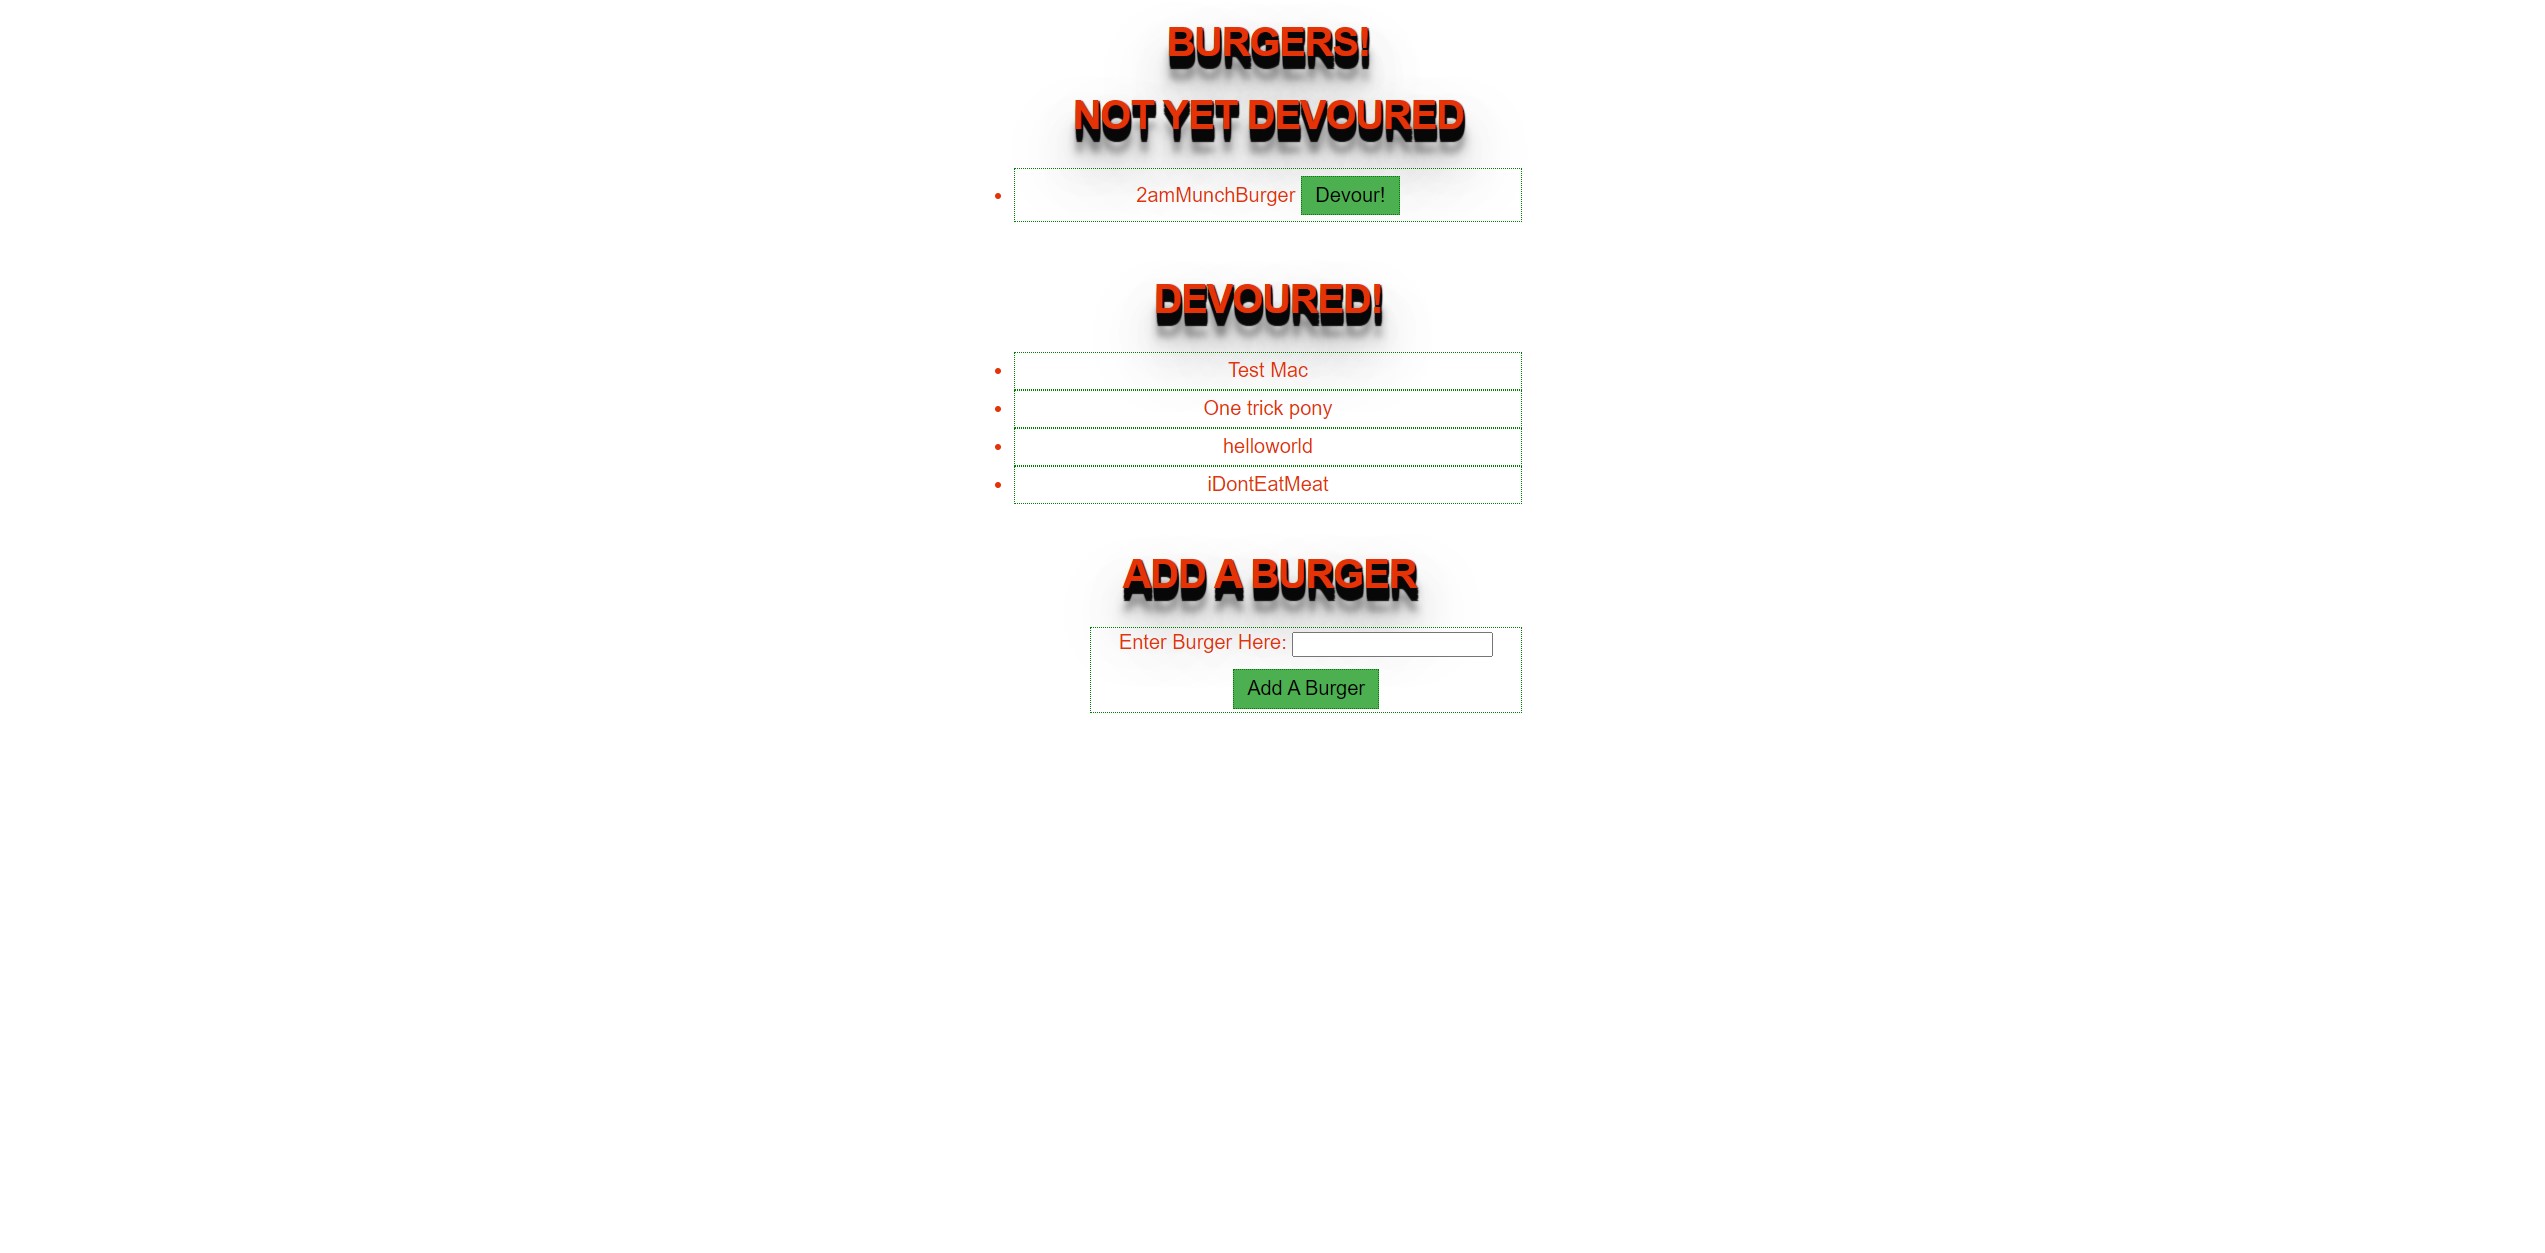 BURGERS!
NOT YET DEVOURED
2amMunchBurger Devour!
DEVOURED!
Test Mac
One trick pony
helloworld
iDontEatMeat
ADD A BURGER
Enter Burger Here:
Add A Burger